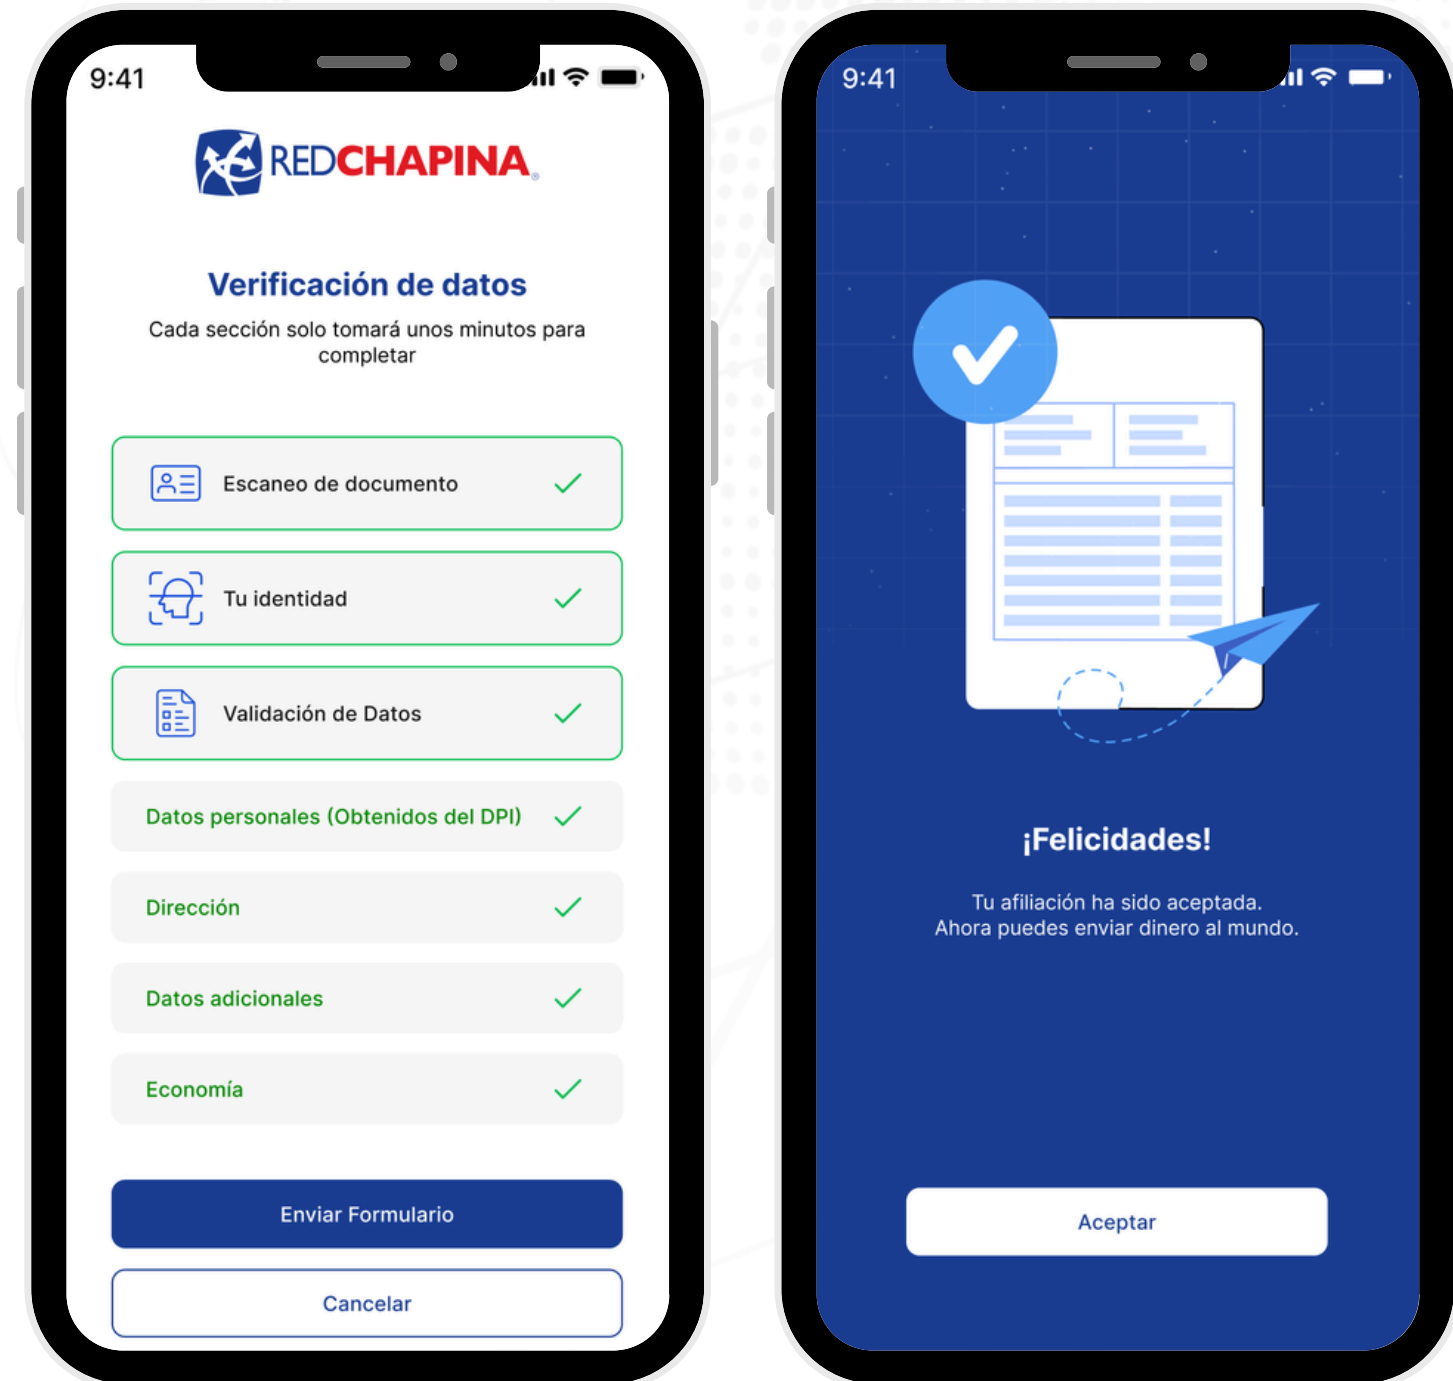 9:41
REDCHAPINA®
Verificación de datos
Cada sección solo tomará unos minutos para
completar
Escaneo de documento
Tu identidad
Validación de Datos
Datos personales (Obtenidos del DPI)
Dirección
Datos adicionales
Economía
Enviar Formulario
Cancelar
9:41
¡Felicidades!
Tu afiliación ha sido aceptada.
Ahora puedes enviar dinero al mundo.
Aceptar